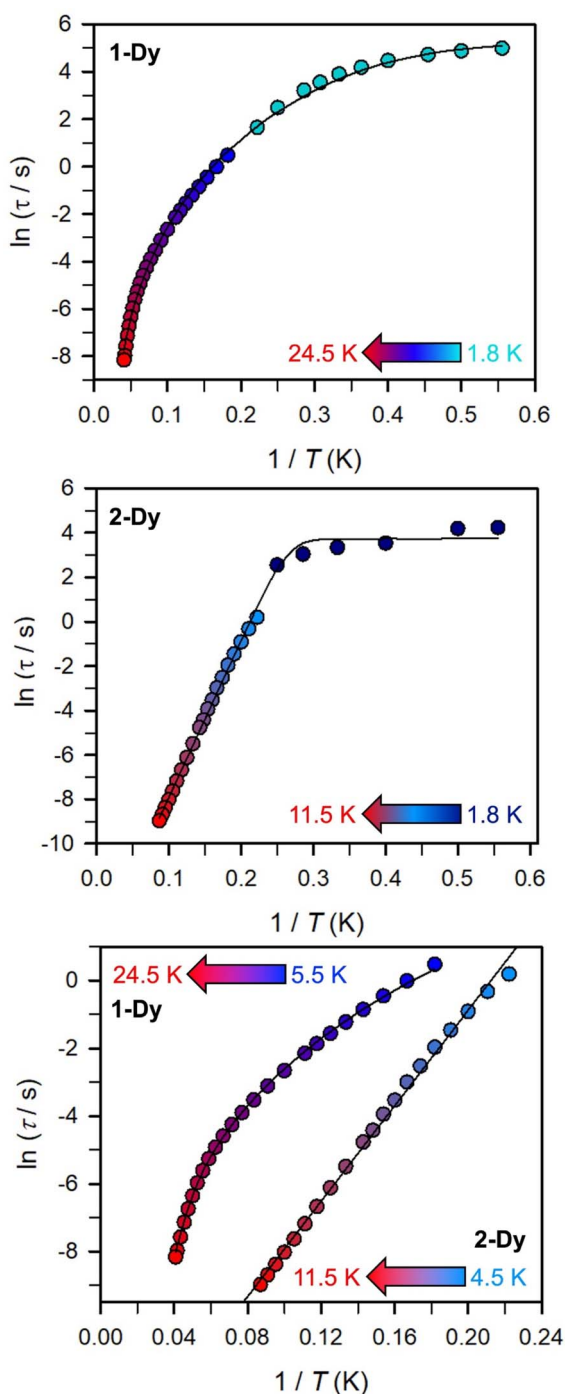 6
1-Dy
4
2
0
-2
-4
-6
-8
ln (τ / s)
24.5 K 1.8 K
0.0 0.1 0.2 0.3 0.4 0.5 0.6
1 / T (K)
6
2-Dy
4
2
0
-2
-4
-6
-8
-10
ln (τ / s)
11.5 K 1.8 K
0.0 0.1 0.2 0.3 0.4 0.5 0.6
1 / T (K)
24.5 K 5.5 K
1-Dy
0
-2
-4
-6
-8
ln (τ / s)
2-Dy
11.5 K 4.5 K
0.00 0.04 0.08 0.12 0.16 0.20 0.24
1 / T (K)